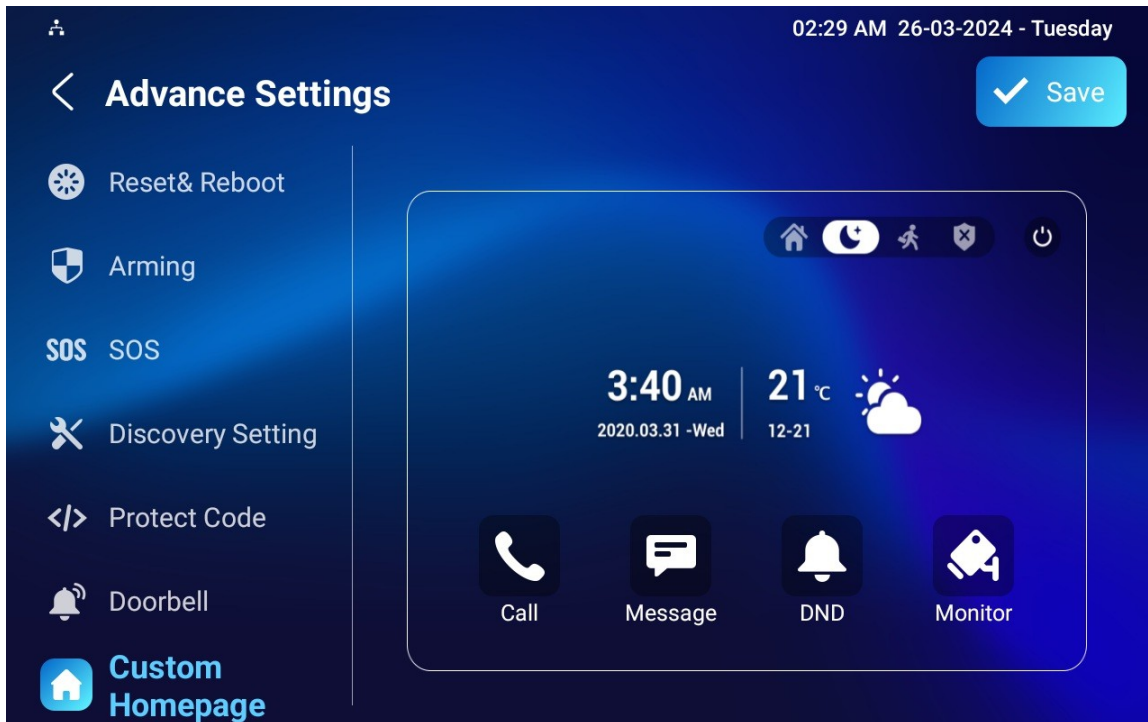 02:29 AM 26-03-2024 - Tuesday
Advance Settings
Save
Reset& Reboot
Arming
SOS SOS
Discovery Setting
</> Protect Code
Doorbell
Custom
Homepage
3:40 AM
2020.03.31 -Wed
21 ℃
12-21
Call
Message
DND
Monitor